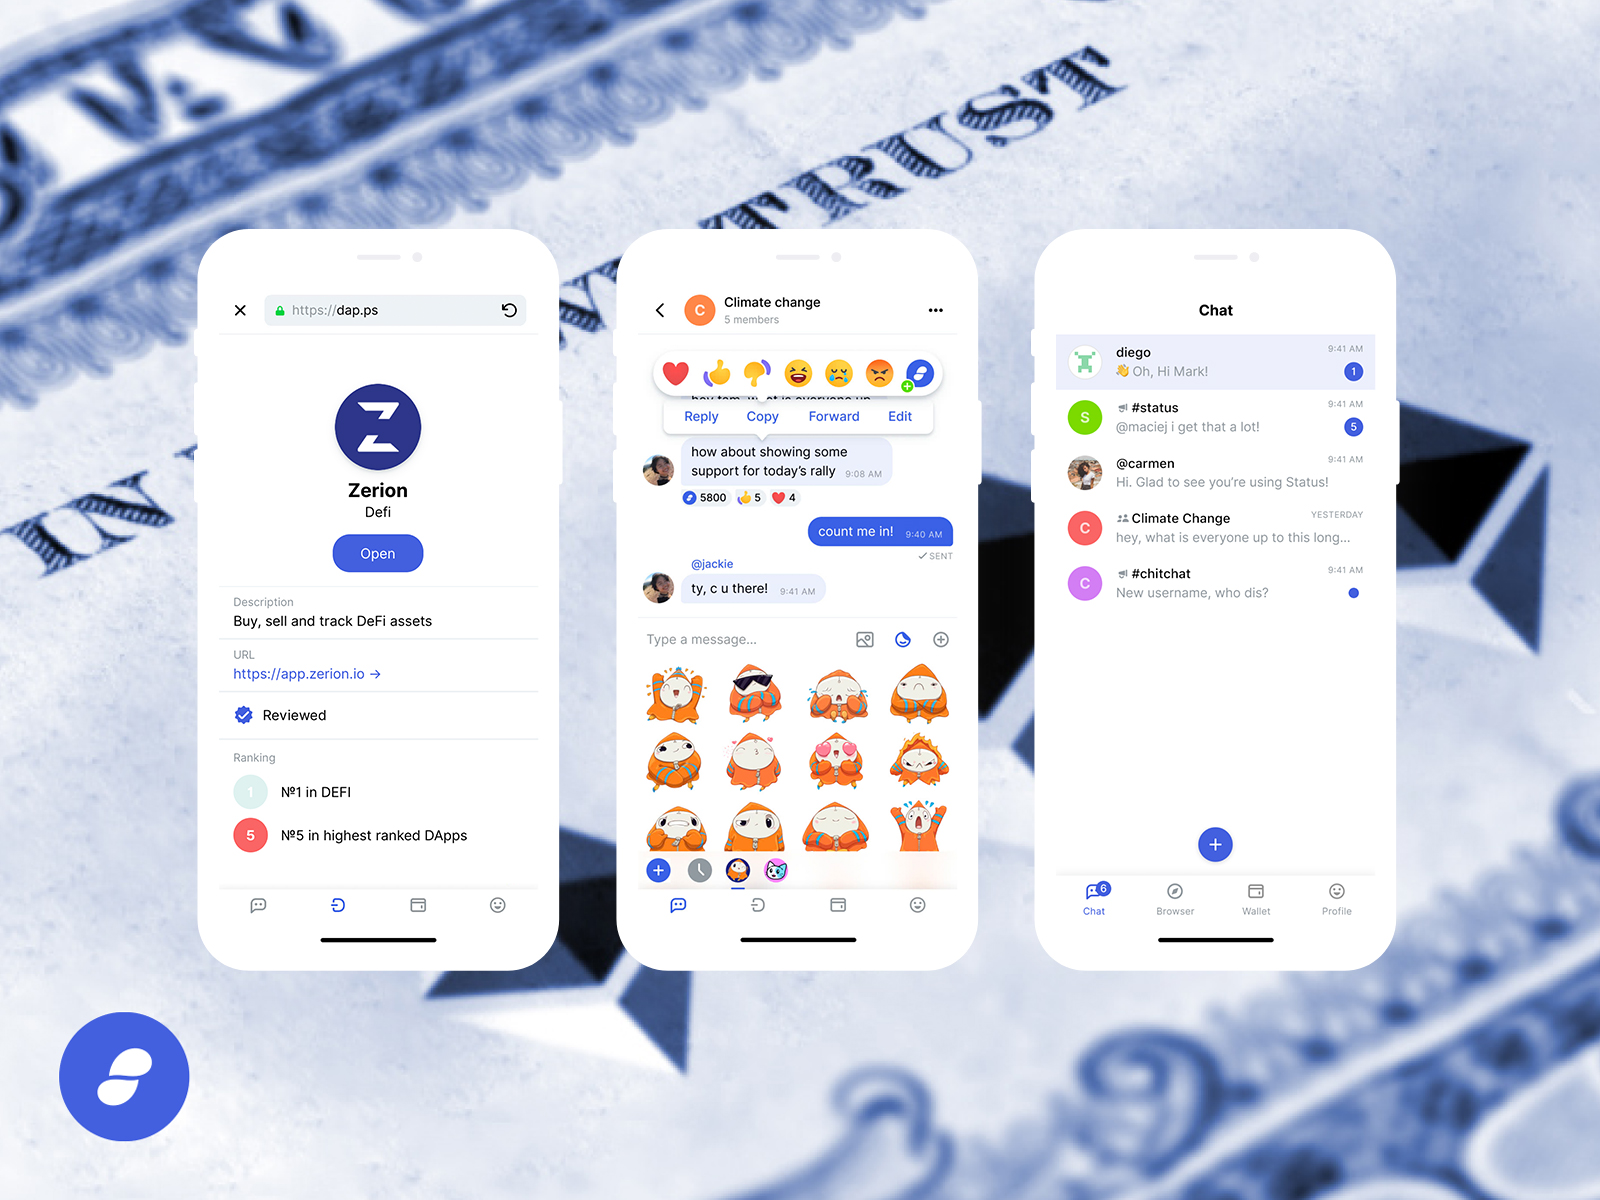 IN
TRUST
https://dap.ps
Zerion
Defi
Open
Description
Buy, sell and track DeFi assets
URL
https://app.zerion.io →
Reviewed
Ranking
1 №1 in DEFI
5 №5 in highest ranked DApps
C Climate change
5 members
Reply Copy Forward Edit
how about showing some
support for today’s rally 9:08 AM
5800 5 4
count me in! 9:40 AM
SENT
@jackie
ty, c u there! 9:41 AM
Type a message...
Chat
diego 9:41 AM
👋 Oh, Hi Mark! 1
S #status 9:41 AM
@maciej i get that a lot! 5
@carmen 9:41 AM
Hi. Glad to see you’re using Status!
C Climate Change YESTERDAY
hey, what is everyone up to this long...
C #chitchat 9:41 AM
New username, who dis?
6
Chat Browser Wallet Profile